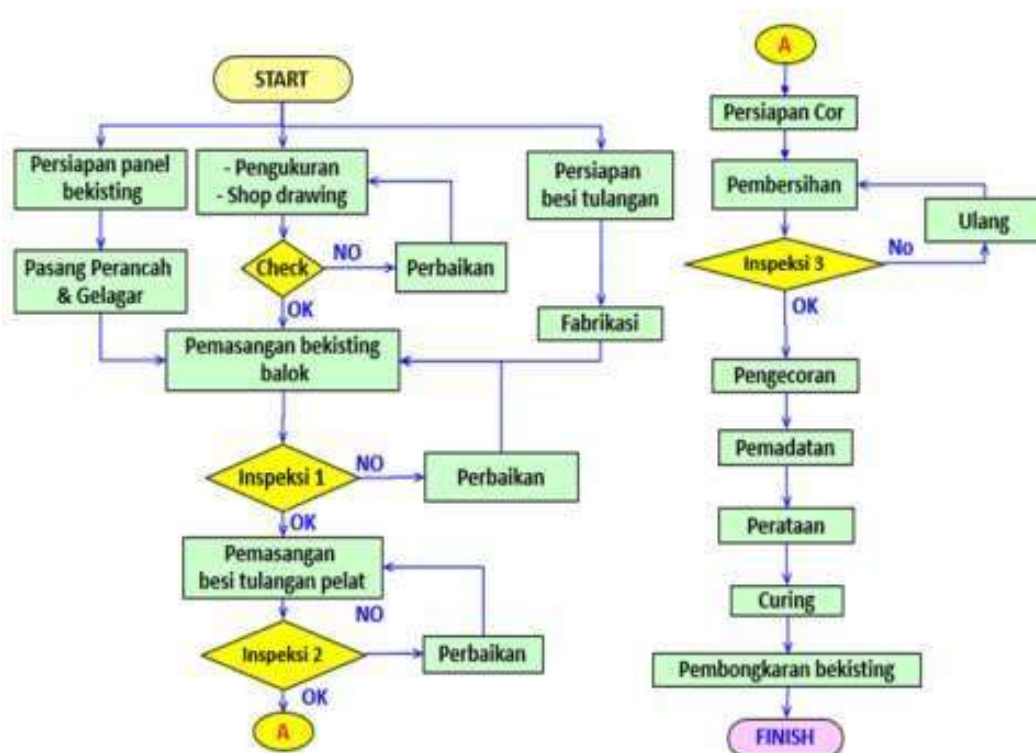 START
Persiapan panel
bekisting
- Pengukuran
- Shop drawing
Persiapan
besi tulangan
Pasang Perancah
& Gelagar
Check
NO
Perbaikan
OK
Fabrikasi
Pemasangan bekisting
balok
Inspeksi 1
NO
Perbaikan
OK
Pemasangan
besi tulangan pelat
NO
Inspeksi 2
Perbaikan
OK
A
A
Persiapan Cor
Pembersihan
Ulang
Inspeksi 3
No
OK
Pengecoran
Pemadatan
Perataan
Curing
Pembongkaran bekisting
FINISH